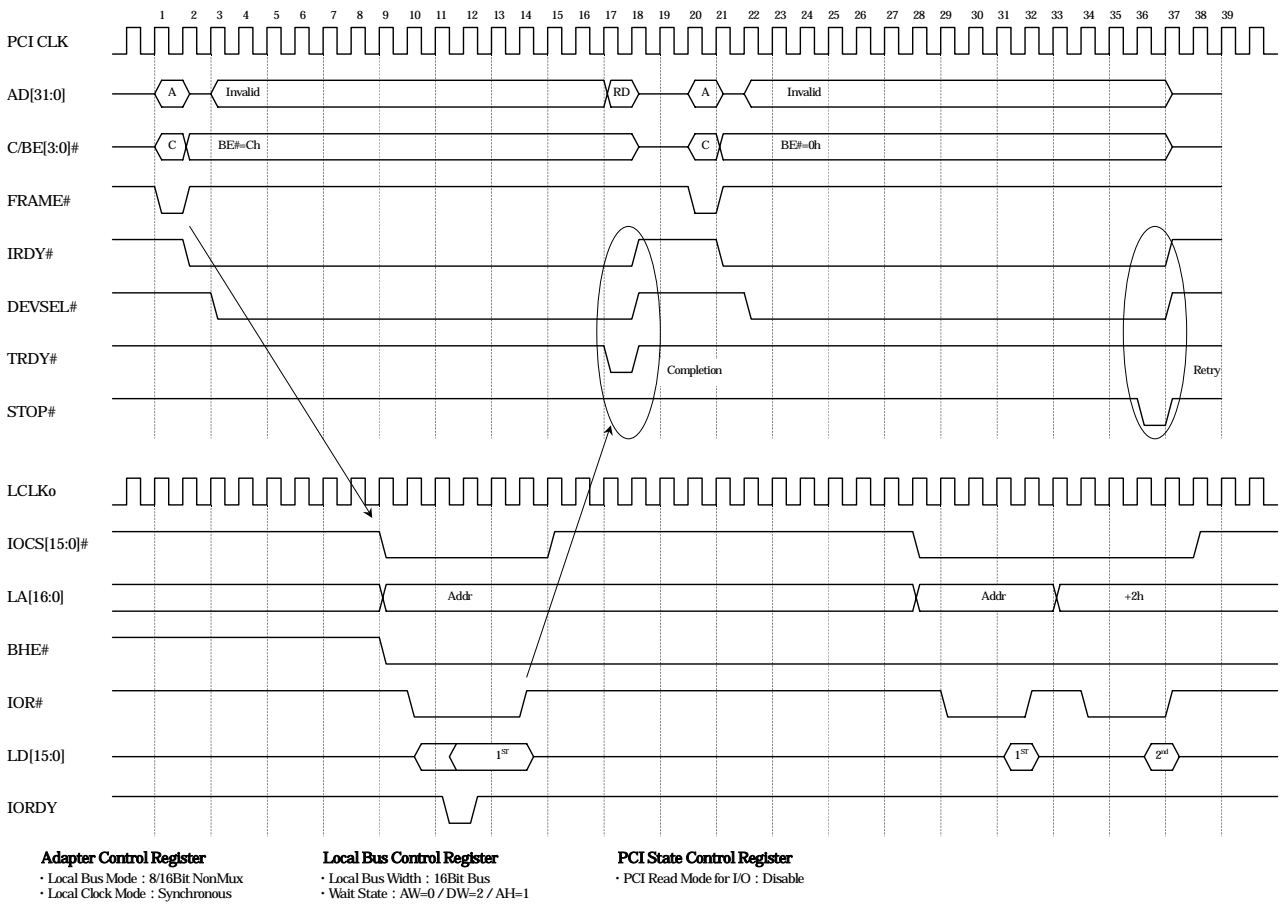 1 2 3 4 5 6 7 8 9 10 11 12 13 14 15 16 17 18 19 20 21 22 23 24 25 26 27 28 29 30 31 32 33 34 35 36 37 38 39
PCI CLK
AD[31:0] A Invalid RD A Invalid
C/BE[3:0]# C BE#=Ch C BE#=0h
FRAME#
IRDY#
DEVSEL#
TRDY#
Completion Retry
STOP#
LCLKo
IOCS[15:0]#
LA[16:0] Addr Addr +2h
BHE#
IOR#
LD[15:0] 1ST 1ST 2nd
IORDY
Adapter Control Register
・Local Bus Mode : 8/16Bit NonMux
・Local Clock Mode : Synchronous
Local Bus Control Register
・Local Bus Width : 16Bit Bus
・Wait State : AW=0 / DW=2 / AH=1
PCI State Control Register
・PCI Read Mode for I/O : Disable